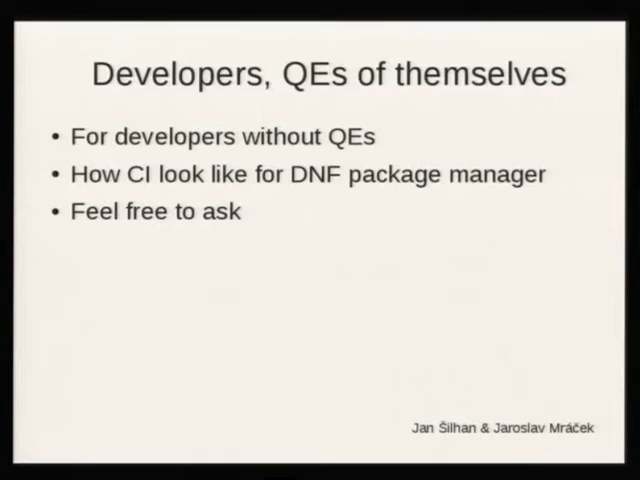 Developers, QEs of themselves
• For developers without QEs
• How CI look like for DNF package manager
• Feel free to ask
Jan Šilhan & Jaroslav Mráček